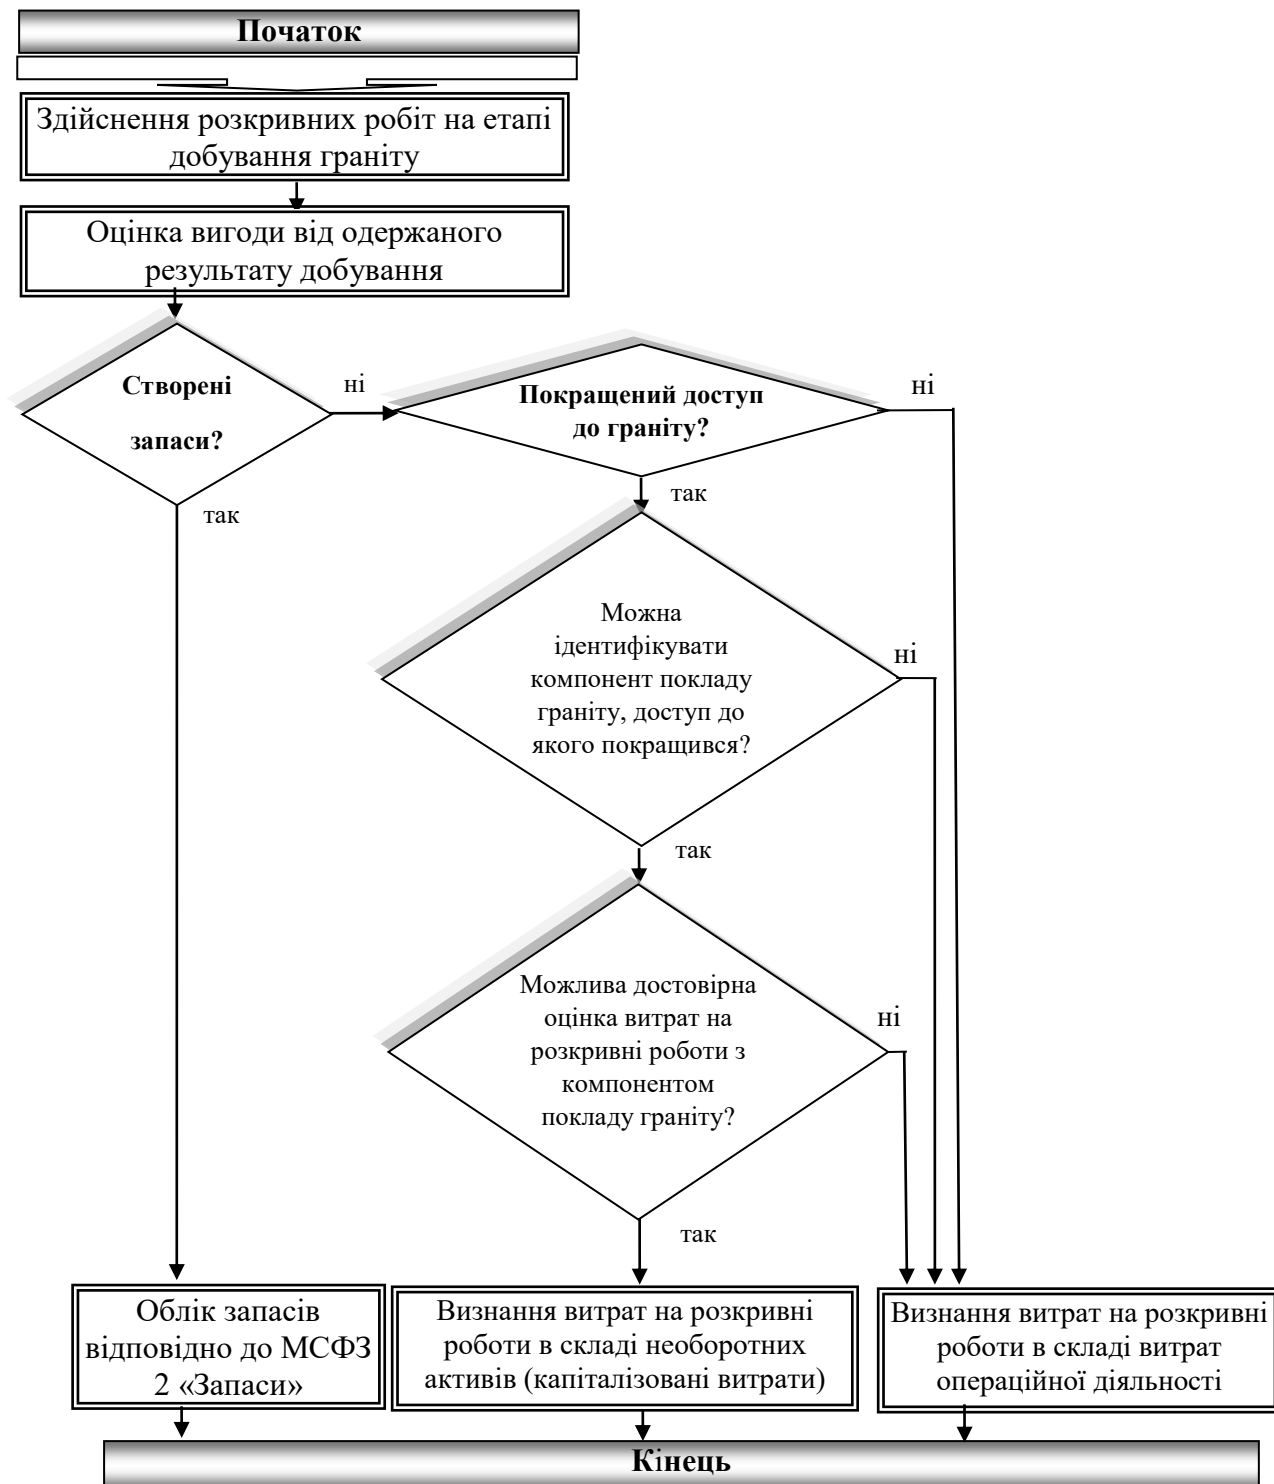 Початок
Здійснення розкривних робіт на етапі
добування граніту
Оцінка вигоди від одержаного
результату добування
Створені
запаси?
ні
Покращений доступ
до граніту?
ні
так
так
Можна
ідентифікувати
компонент покладу
граніту, доступ до
якого покращився?
ні
так
Можлива достовірна
оцінка витрат на
розкривні роботи з
компонентом
покладу граніту?
ні
так
Облік запасів
відповідно до МСФЗ
2 «Запаси»
Визнання витрат на розкривні
роботи в складі необоротних
активів (капіталізовані витрати)
Визнання витрат на розкривні
роботи в складі витрат
операційної діяльності
Кінець